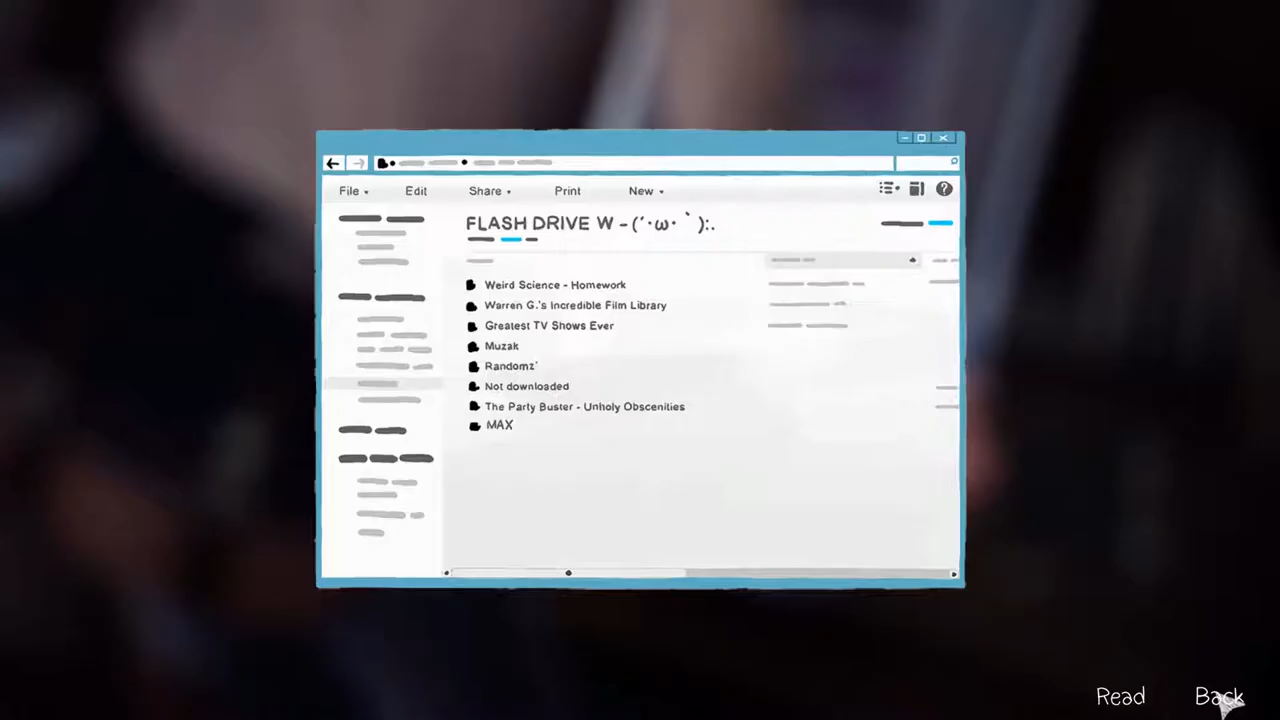 File Edit Share Print New
FLASH DRIVE W -(´･ω･｀):.
Weird Science - Homework
Warren G.'s Incredible Film Library
Greatest TV Shows Ever
Muzak
Randomz'
Not downloaded
The Party Buster - Unholy Obscenities
MAX
Read Back